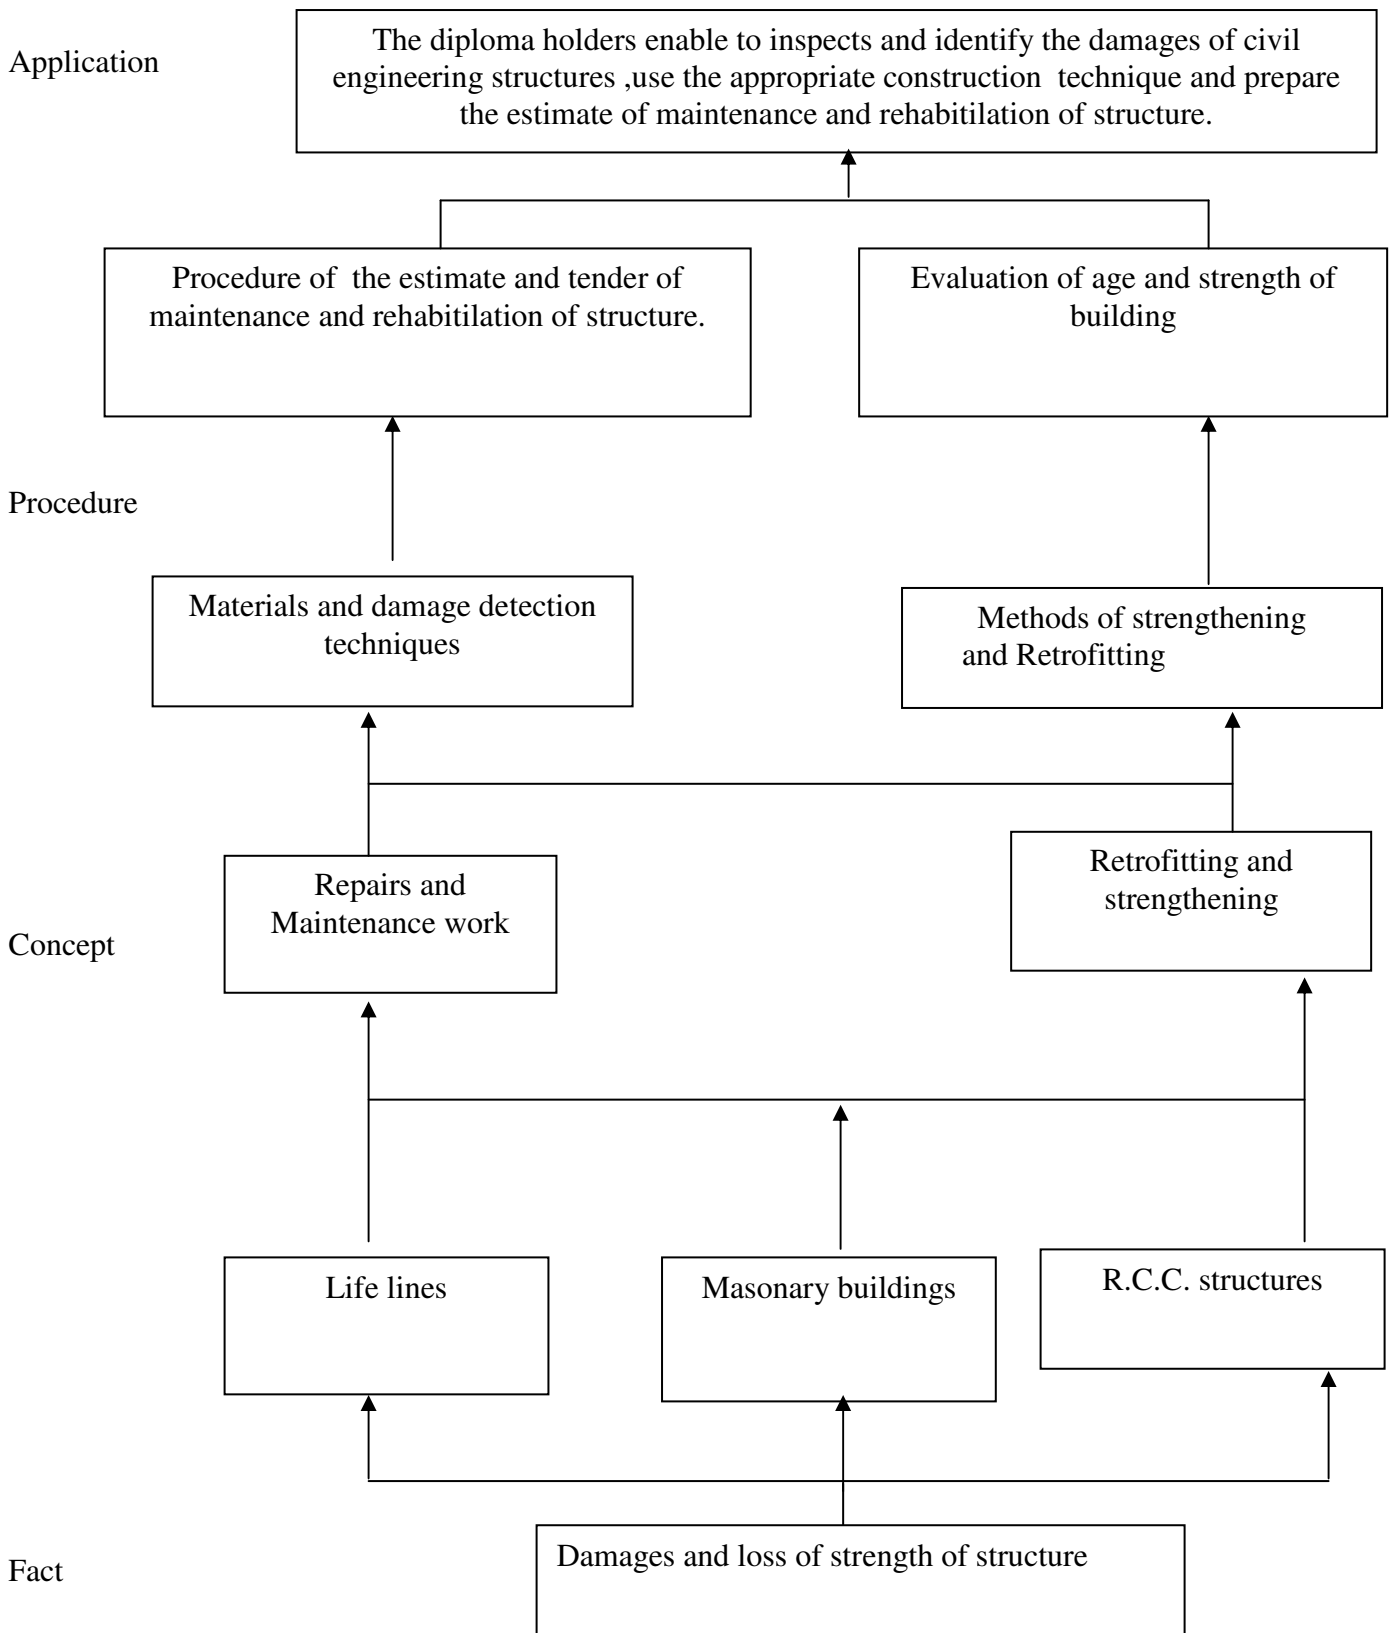 Application
The diploma holders enable to inspects and identify the damages of civil
engineering structures ,use the appropriate construction technique and prepare
the estimate of maintenance and rehabitilation of structure.
Procedure of the estimate and tender of
maintenance and rehabitilation of structure.
Evaluation of age and strength of
building
Procedure
Materials and damage detection
techniques
Methods of strengthening
and Retrofitting
Repairs and
Maintenance work
Retrofitting and
strengthening
Concept
Life lines
Masonary buildings
R.C.C. structures
Damages and loss of strength of structure
Fact